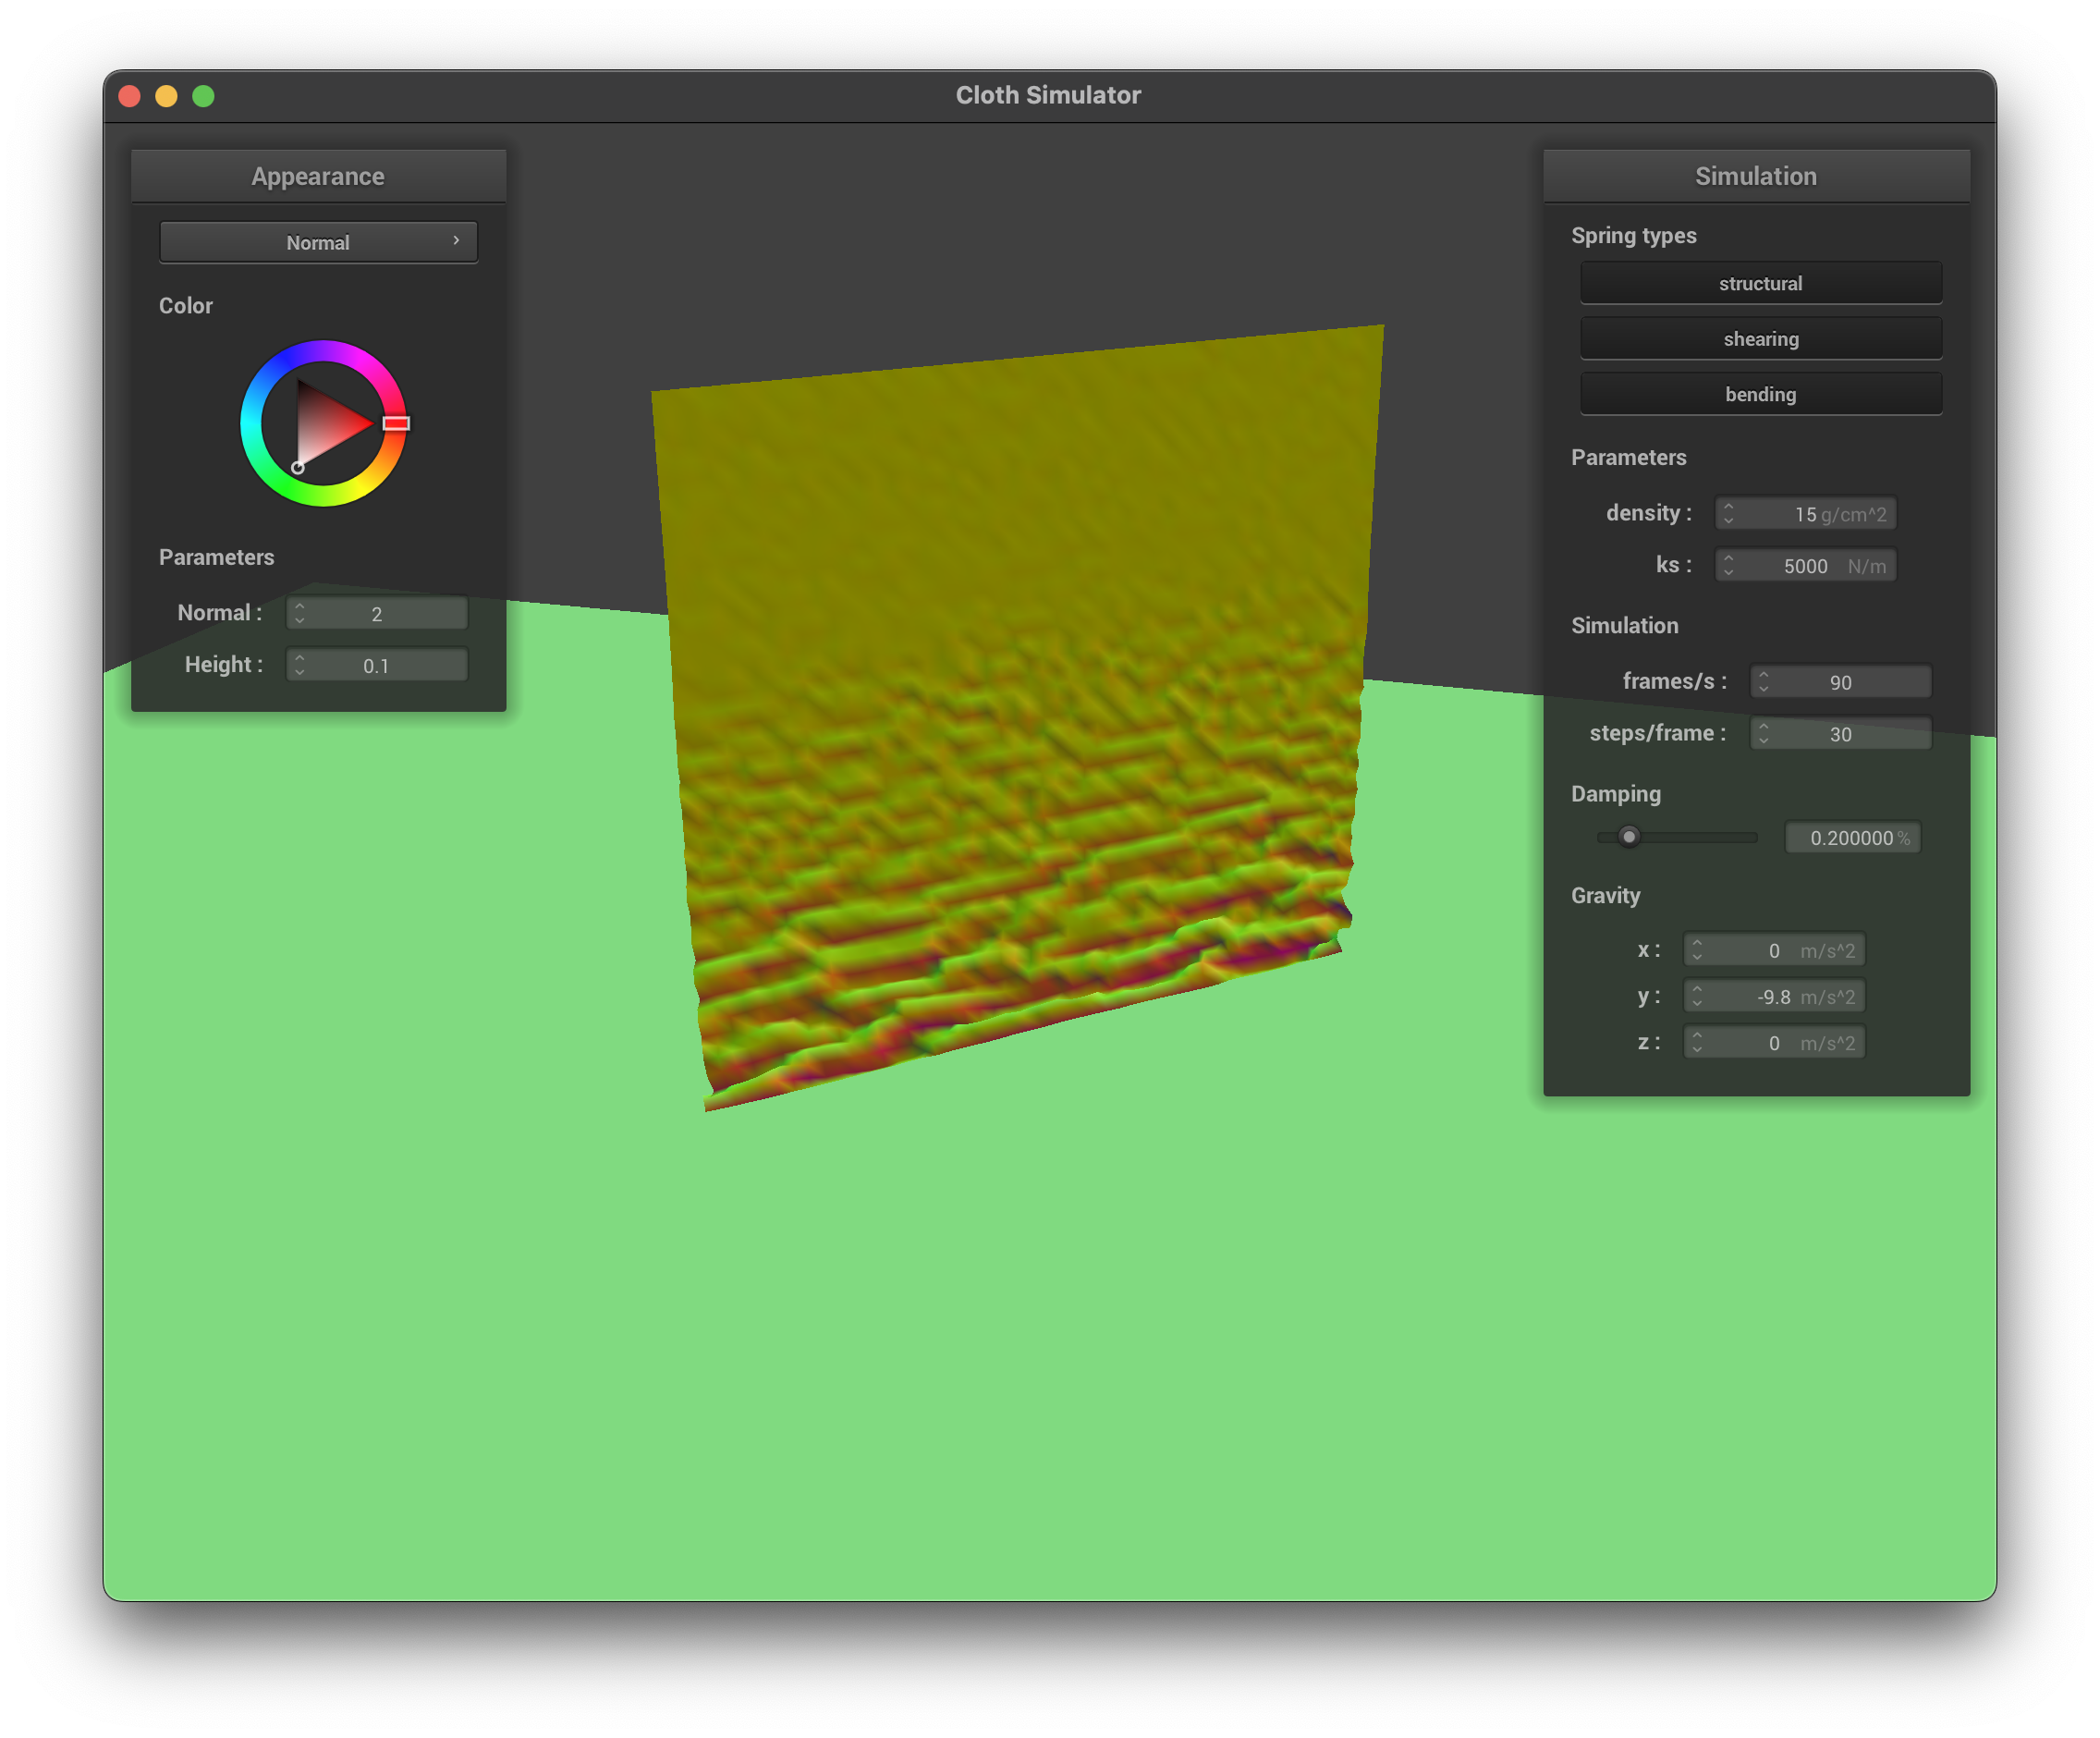 Cloth Simulator
Appearance
Normal
Color
Parameters
Normal : 2
Height : 0.1
Simulation
Spring types
structural
shearing
bending
Parameters
density : 15 g/cm^2
ks : 5000 N/m
Simulation
frames/s : 90
steps/frame : 30
Damping
0.200000 %
Gravity
x : 0 m/s^2
y : -9.8 m/s^2
z : 0 m/s^2